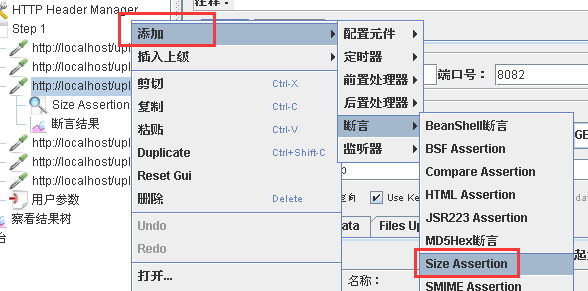 HTTP Header Manager
Step 1
http://localhost/upl
http://localhost/upl
http://localhost/upl
Size Assertion
断言结果
http://localhost/upl
http://localhost/upl
http://localhost/upl
用户参数
察看结果树
台
添加
插入上级
剪切 Ctrl-X
复制 Ctrl-C
粘贴 Ctrl-V
Duplicate Ctrl+Shift-C
Reset Gui
删除 Delete
Undo
Redo
打开...
配置元件
定时器
前置处理器
后置处理器
断言
监听器
BeanShell断言
BSF Assertion
Compare Assertion
HTML Assertion
JSR223 Assertion
MD5Hex断言
Size Assertion
SMIME Assertion
注释:
端口号: 8082
GE
0
定向 Use Ke
data
ata Files Up
起
名称: